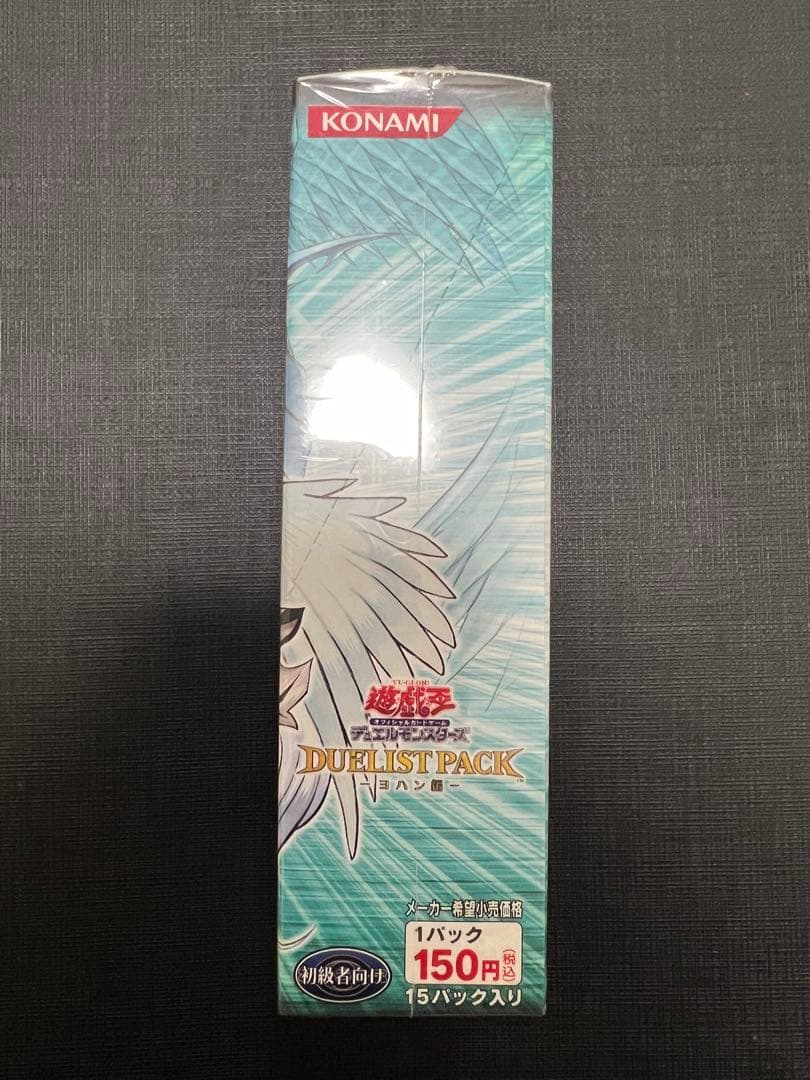 KONAMI
YU-GI-OH!
遊戯王
オフィシャルカードゲーム
デュエルモンスターズ
DUELIST PACK™
-ヨハン編-
メーカー希望小売価格
1パック
150円(税込)
初級者向け
15パック入り